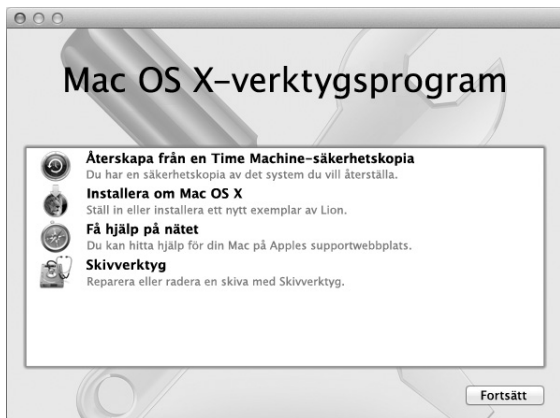 Mac OS X-verktygsprogram
Återskapa från en Time Machine-säkerhetskopia
Du har en säkerhetskopia av det system du vill återställa.
Installera om Mac OS X
Ställ in eller installera ett nytt exemplar av Lion.
Få hjälp på nätet
Du kan hitta hjälp för din Mac på Apples supportwebbplats.
Skivverktyg
Reparera eller radera en skiva med Skivverktyg.
Fortsätt